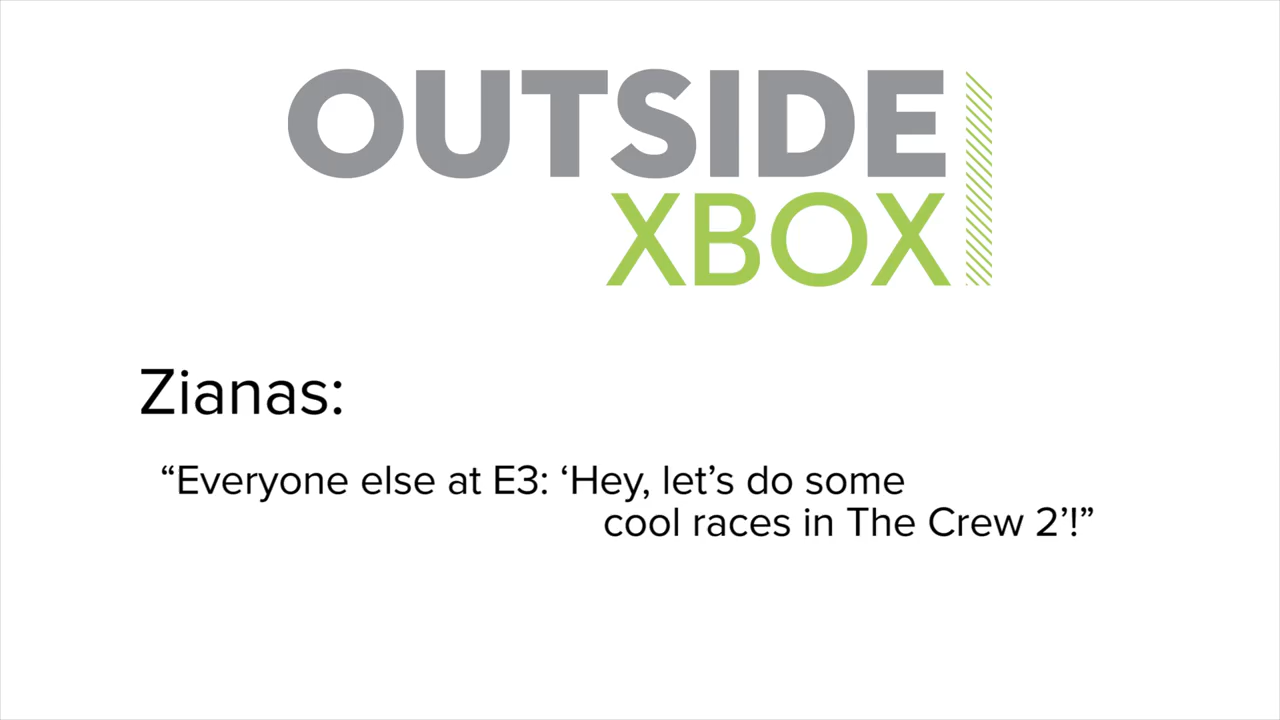 OUTSIDE
XBOX
Zianas:
“Everyone else at E3: ‘Hey, let’s do some
cool races in The Crew 2’!”